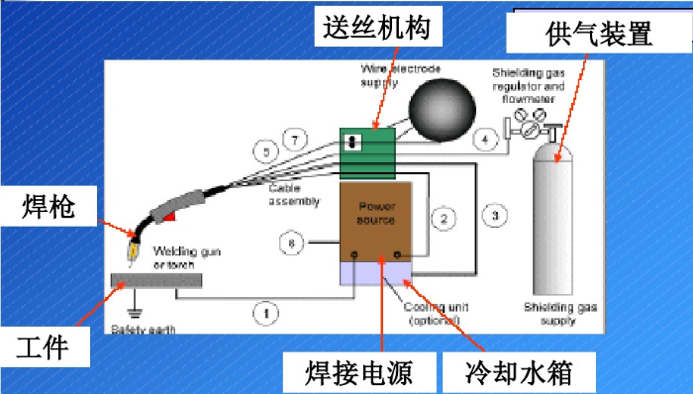 送丝机构
供气装置
Wire electrode
supply
Shielding gas
regulator and
flowmeter
5
7
4
Cable
assembly
焊枪
Power
source
2
3
6
Welding gun
or torch
1
Cooling unit
(optional)
Shielding gas
supply
Safety earth
工件
焊接电源
冷却水箱